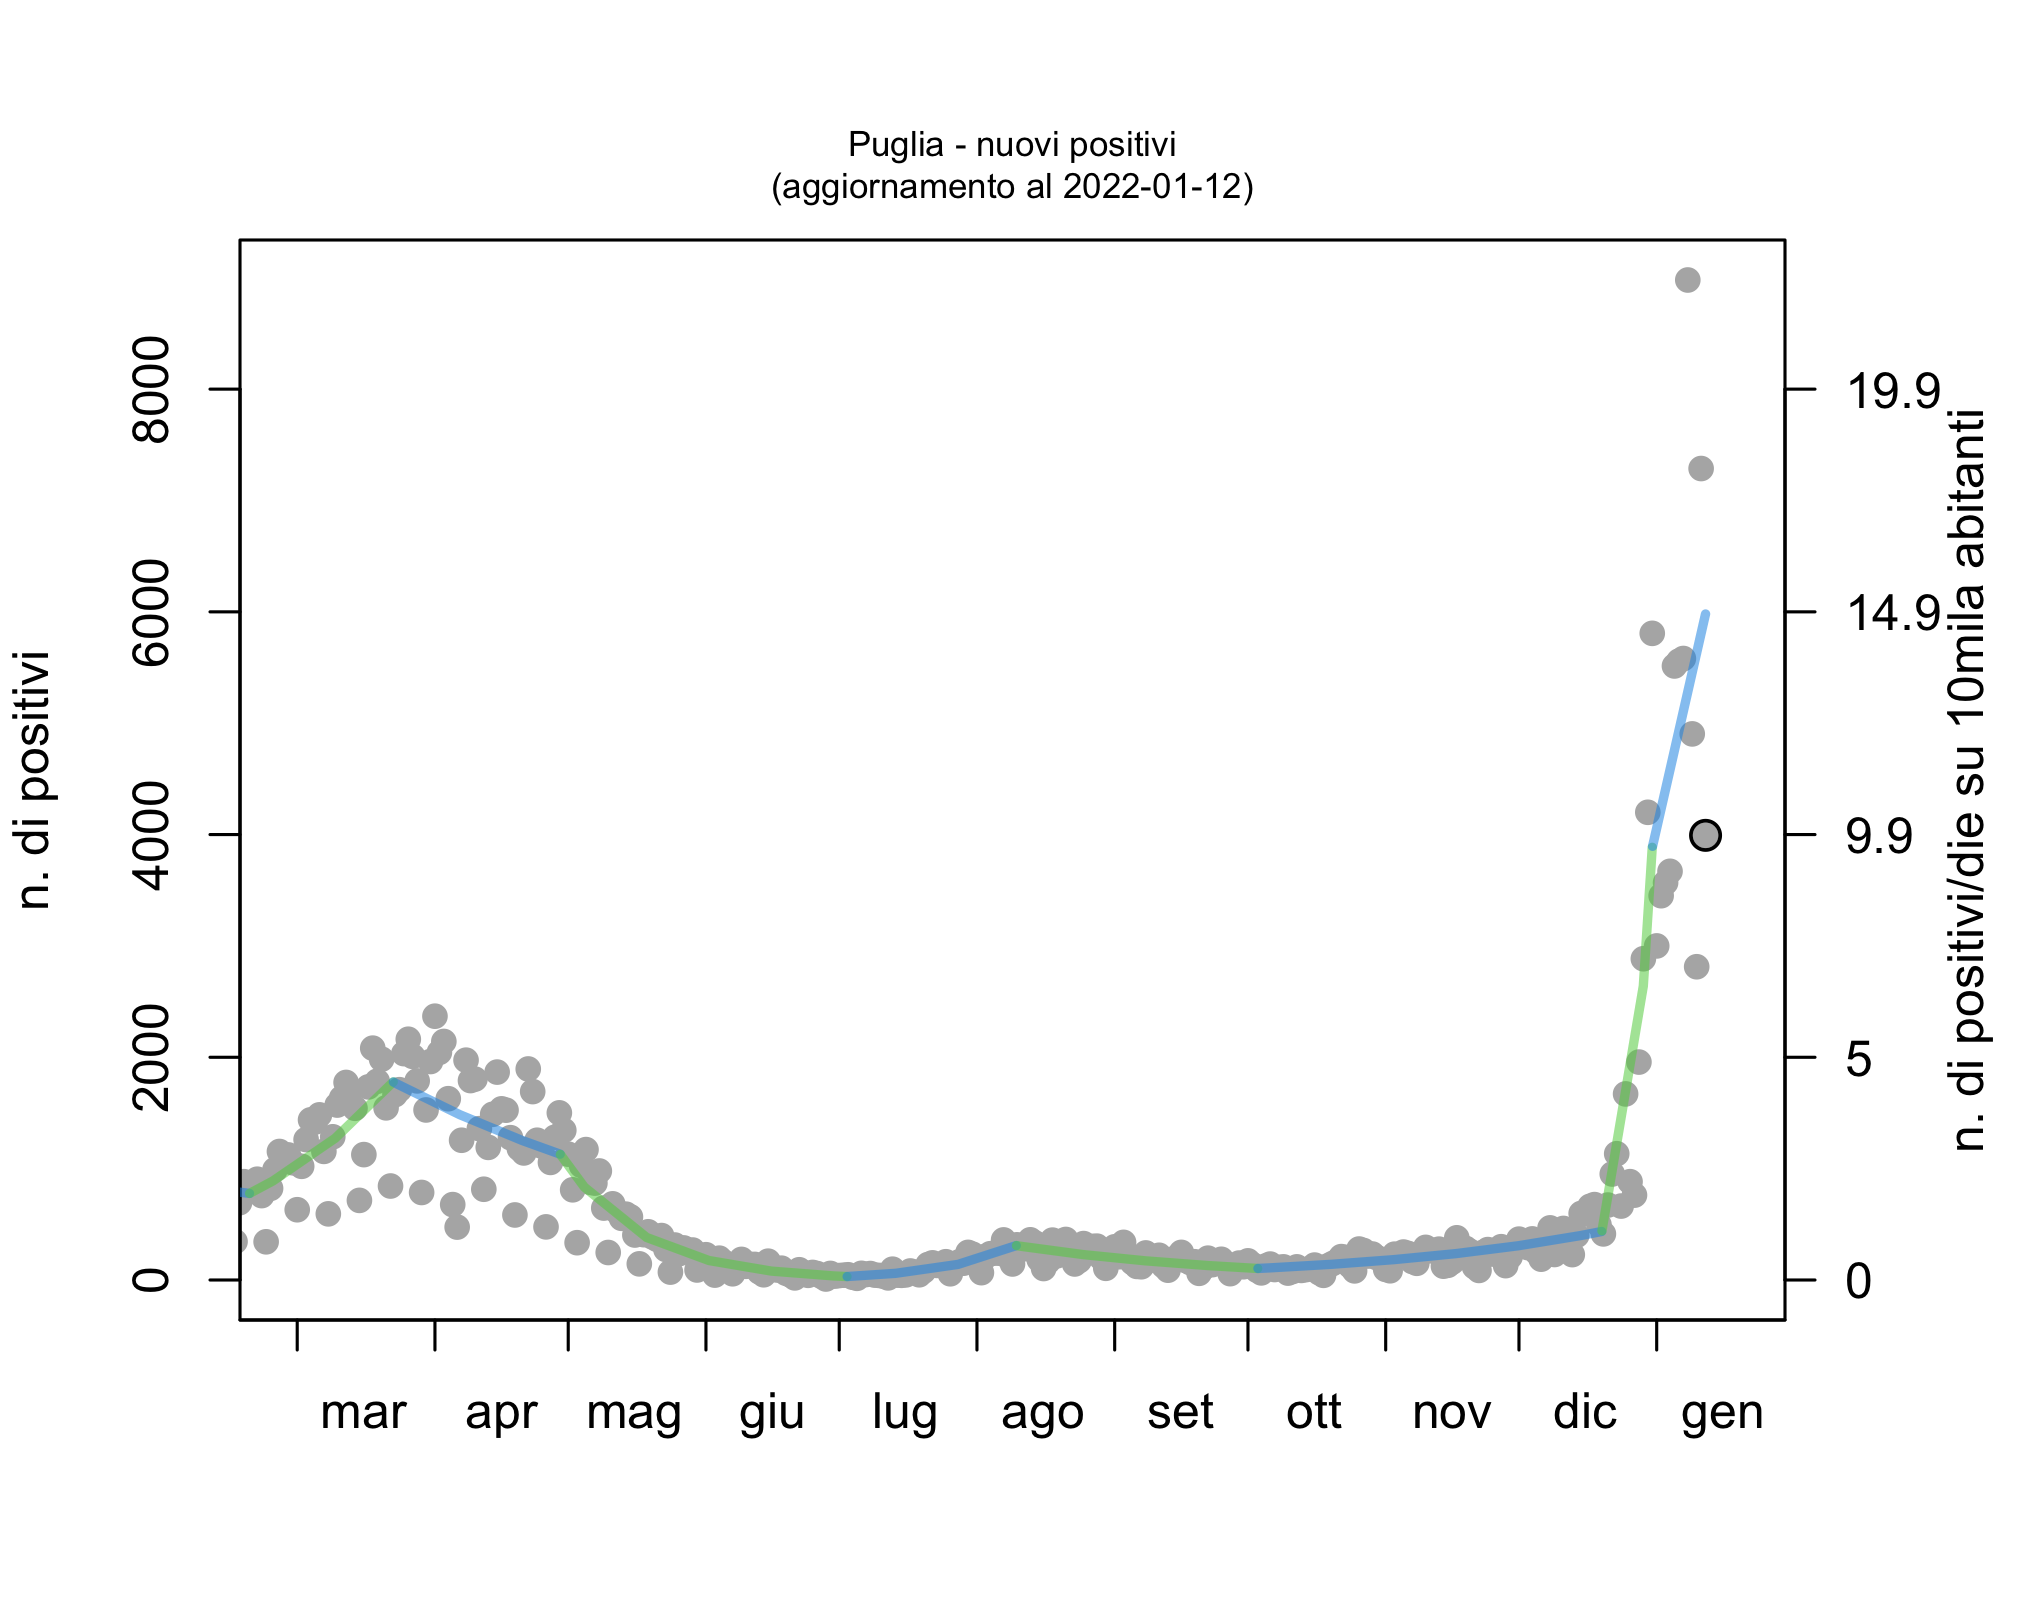 Puglia - nuovi positivi
(aggiornamento al 2022-01-12)
n. di positivi
8000
6000
4000
2000
0
19.9
14.9
9.9
5
0
n. di positivi/die su 10mila abitanti
mar apr mag giu lug ago set ott nov dic gen